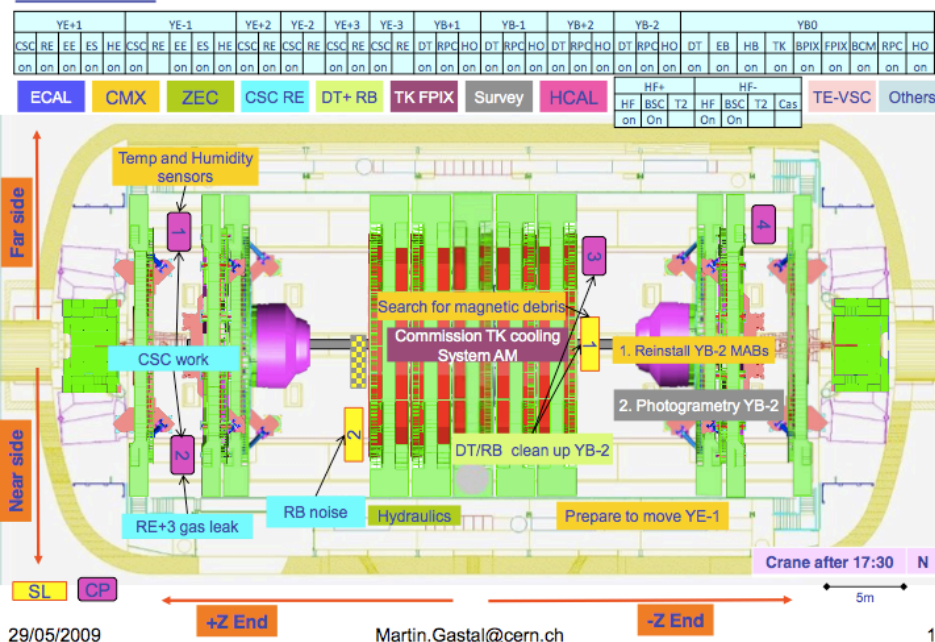 YE+1 YE-1 YE+2 YE-2 YE+3 YE-3 YB+1 YB-1 YB+2 YB-2 YB0
CSC RE EE ES HE CSC RE EE ES HE CSC RE CSC RE CSC RE CSC RE DT RPC HO DT RPC HO DT RPC HO DT RPC HO DT EB HB TK BPIX FPIX BCM RPC HO
on on on on on on on on on on on on on on on on on on on on on on on on on on on on on on on on on on on on on on on
ECAL CMX ZEC CSC RE DT+ RB TK FPIX Survey HCAL TE-VSC Others
HF+ HF-
HF BSC T2 HF BSC T2 Cas
on On On On
Far side
Near side
Temp and Humidity
sensors
1
4
3
Search for magnetic debris
Commission TK cooling
System AM
1
1. Reinstall YB-2 MABs
CSC work
2. Photogrametry YB-2
2
2
DT/RB clean up YB-2
RE+3 gas leak
RB noise
Hydraulics
Prepare to move YE-1
Crane after 17:30 N
SL CP
5m
+Z End
-Z End
29/05/2009
Martin.Gastal@cern.ch
1